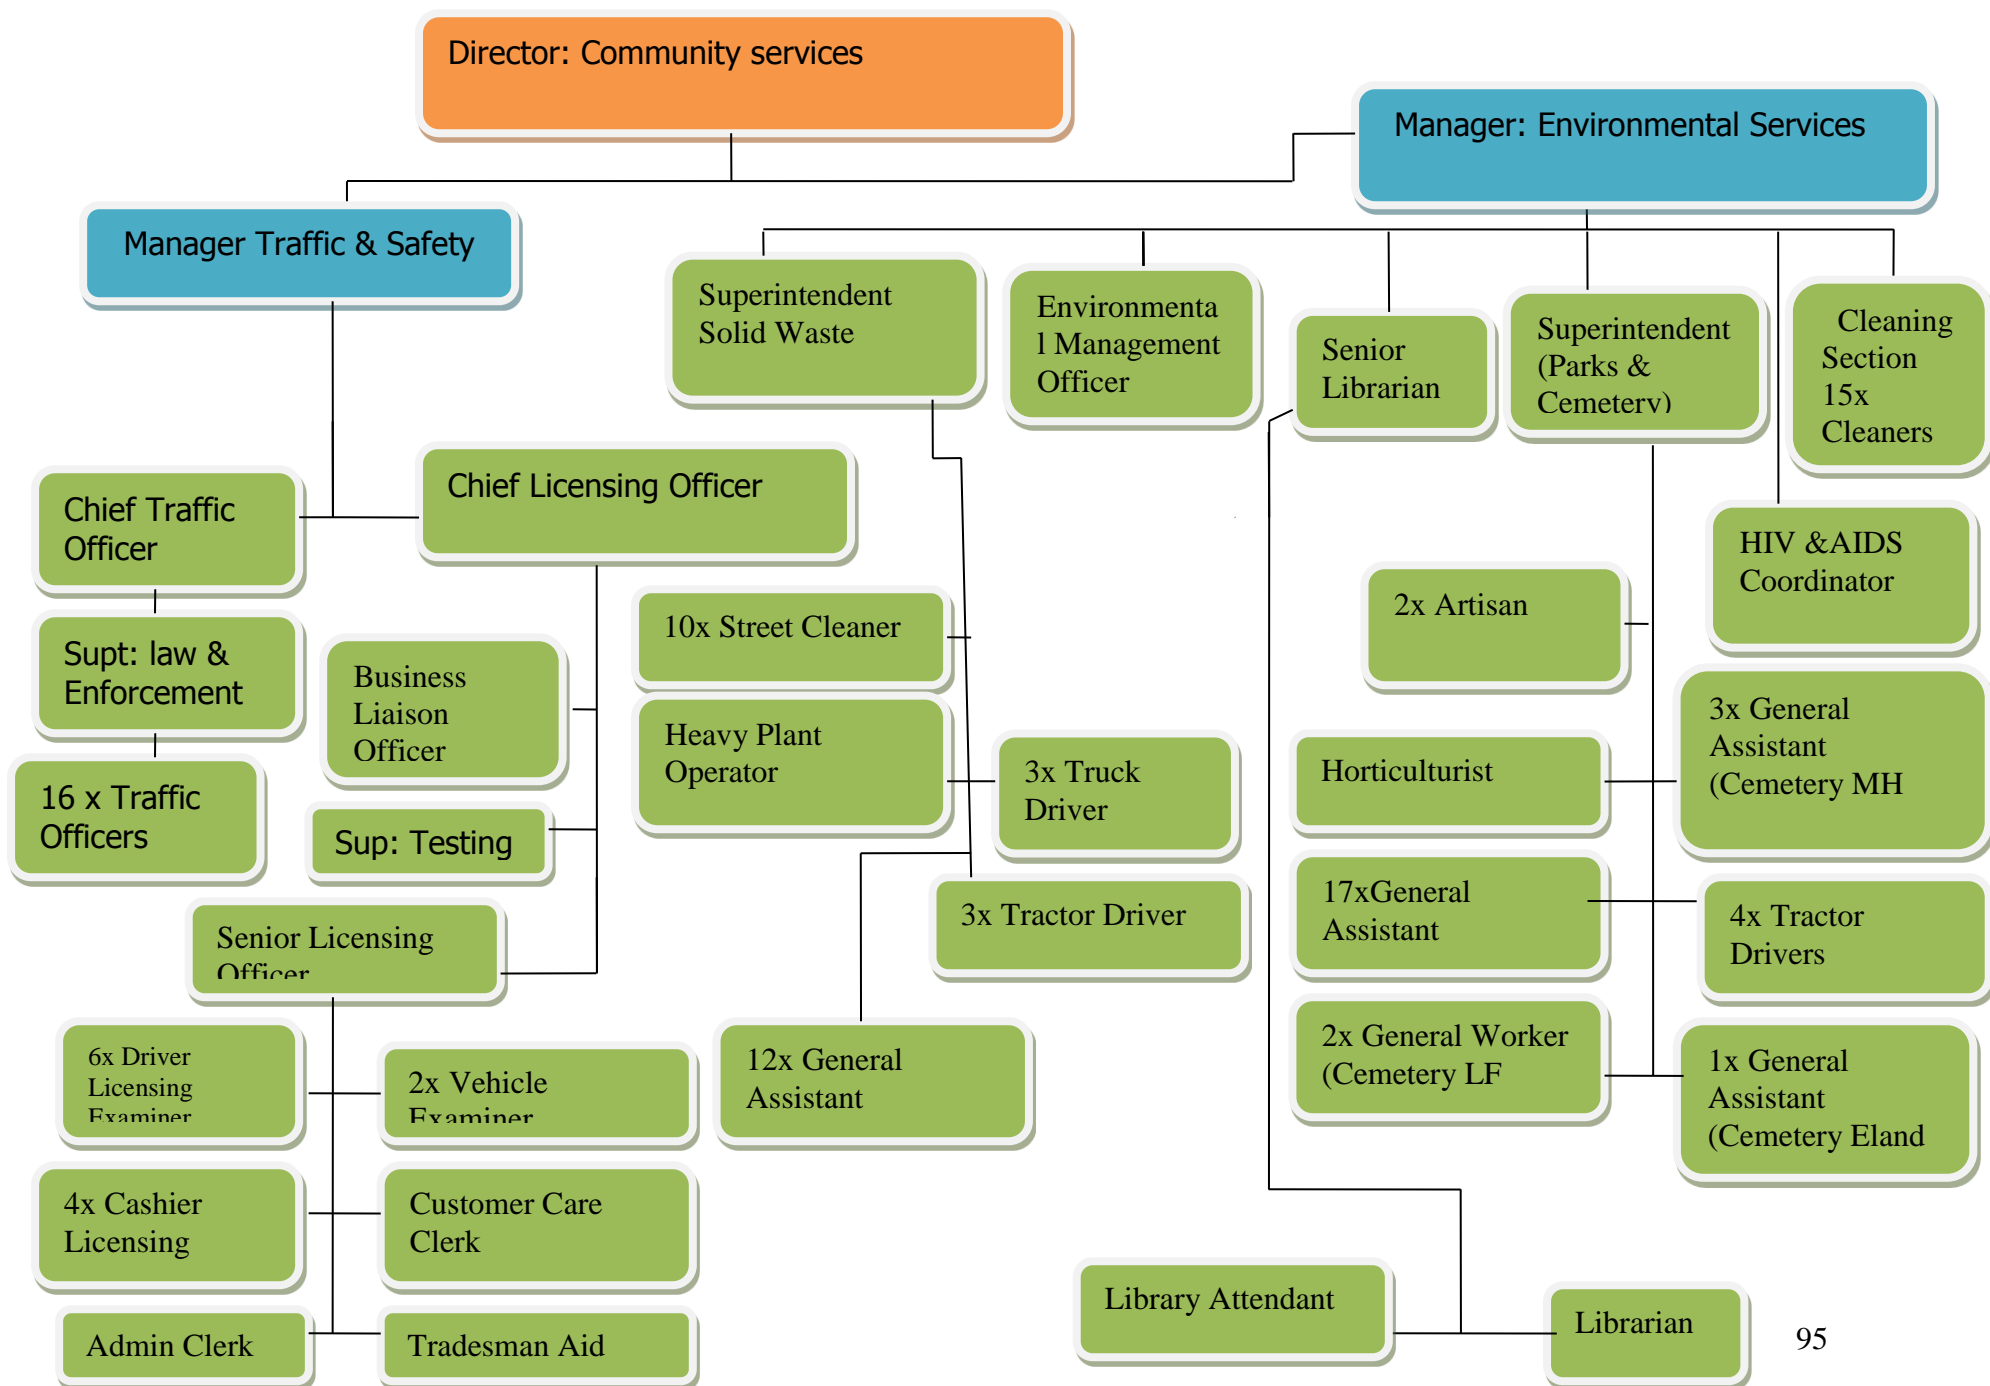 Director: Community services
Manager: Environmental Services
Manager Traffic & Safety
Superintendent
Solid Waste
Environmenta
l Management
Officer
Senior
Librarian
Superintendent
(Parks &
Cemetery)
Cleaning
Section
15x
Cleaners
Chief Traffic
Officer
Chief Licensing Officer
HIV &AIDS
Coordinator
Supt: law &
Enforcement
Business
Liaison
Officer
10x Street Cleaner
2x Artisan
Heavy Plant
Operator
3x Truck
Driver
Horticulturist
3x General
Assistant
(Cemetery MH
16 x Traffic
Officers
Sup: Testing
3x Tractor Driver
17xGeneral
Assistant
4x Tractor
Drivers
Senior Licensing
Officer
12x General
Assistant
2x General Worker
(Cemetery LF
1x General
Assistant
(Cemetery Eland
6x Driver
Licensing
Examiner
2x Vehicle
Examiner
4x Cashier
Licensing
Customer Care
Clerk
Admin Clerk
Tradesman Aid
Library Attendant
Librarian
95